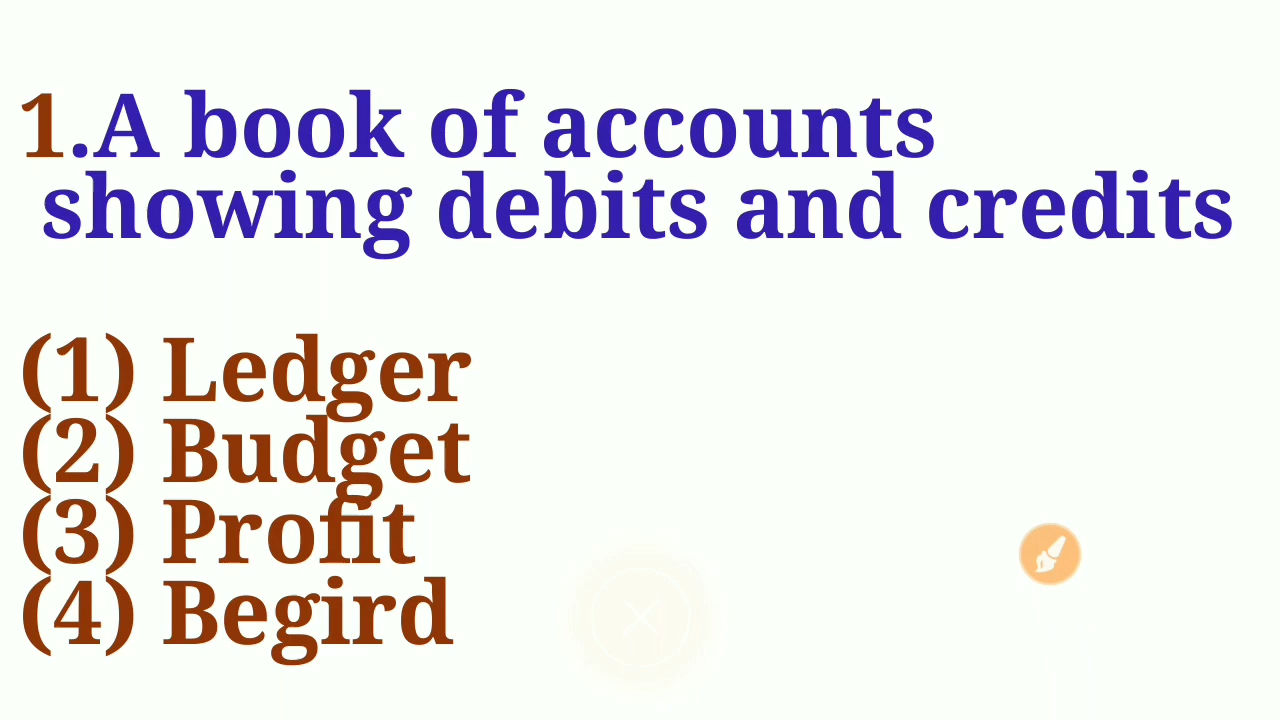 1.A book of accounts
showing debits and credits
(1) Ledger
(2) Budget
(3) Profit
(4) Begird